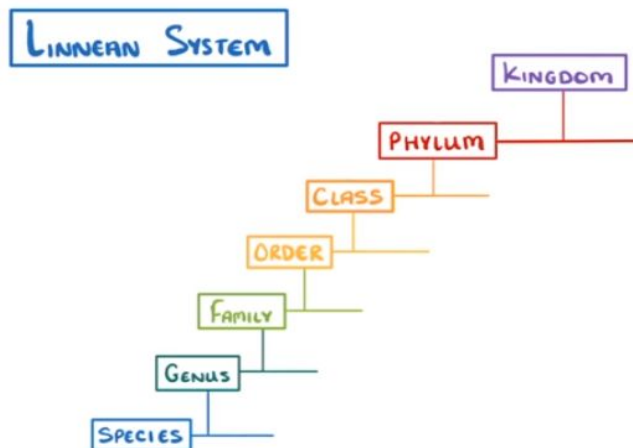 LINNEAN SYSTEM
KINGDOM
PHYLUM
CLASS
ORDER
FAMILY
GENUS
SPECIES